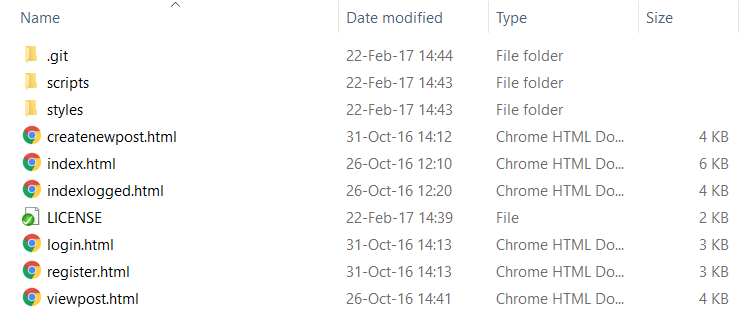 Name Date modified Type Size
.git 22-Feb-17 14:44 File folder
scripts 22-Feb-17 14:43 File folder
styles 22-Feb-17 14:43 File folder
createnewpost.html 31-Oct-16 14:12 Chrome HTML Do... 4 KB
index.html 26-Oct-16 12:10 Chrome HTML Do... 6 KB
indexlogged.html 26-Oct-16 12:20 Chrome HTML Do... 4 KB
LICENSE 22-Feb-17 14:39 File 2 KB
login.html 31-Oct-16 14:13 Chrome HTML Do... 3 KB
register.html 31-Oct-16 14:13 Chrome HTML Do... 3 KB
viewpost.html 26-Oct-16 14:41 Chrome HTML Do... 4 KB